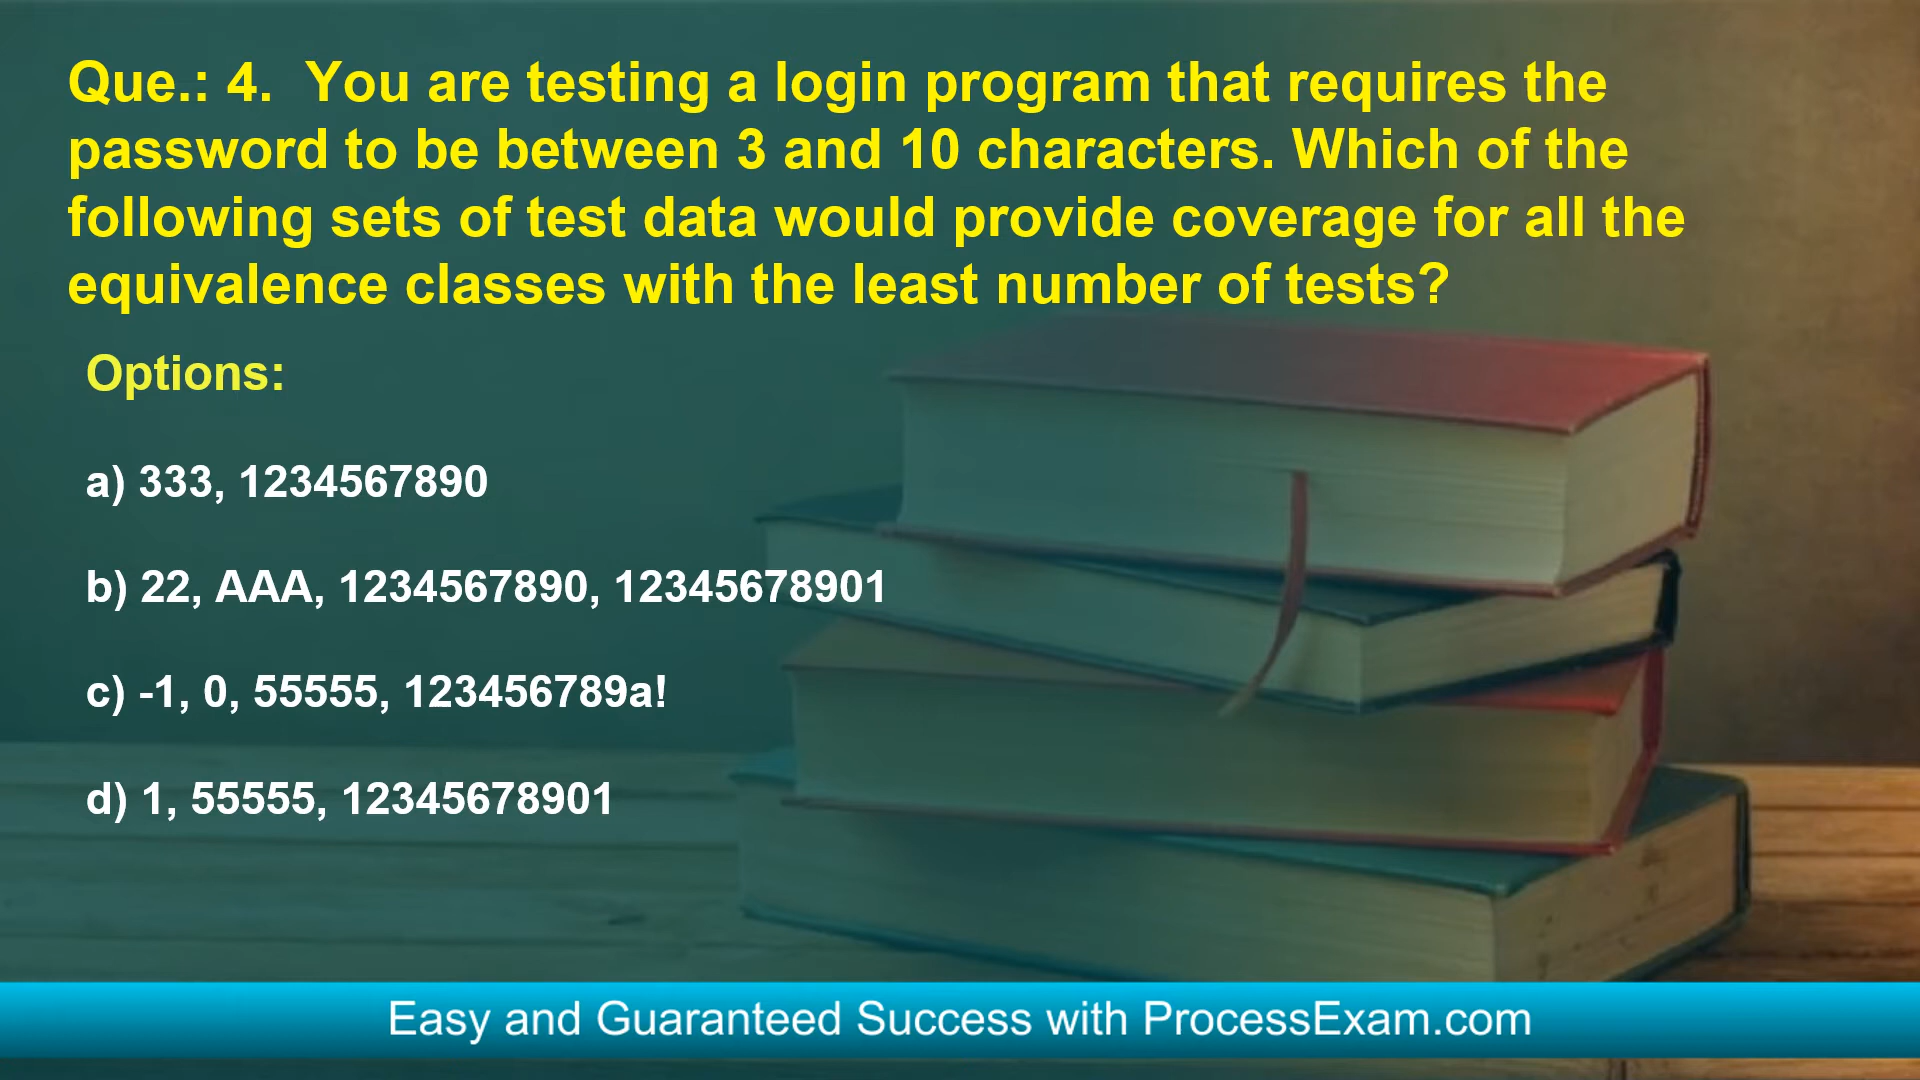 Que.: 4. You are testing a login program that requires the
password to be between 3 and 10 characters. Which of the
following sets of test data would provide coverage for all the
equivalence classes with the least number of tests?
Options:
a) 333, 1234567890
b) 22, AAA, 1234567890, 12345678901
c) -1, 0, 55555, 123456789a!
d) 1, 55555, 12345678901
Easy and Guaranteed Success with ProcessExam.com